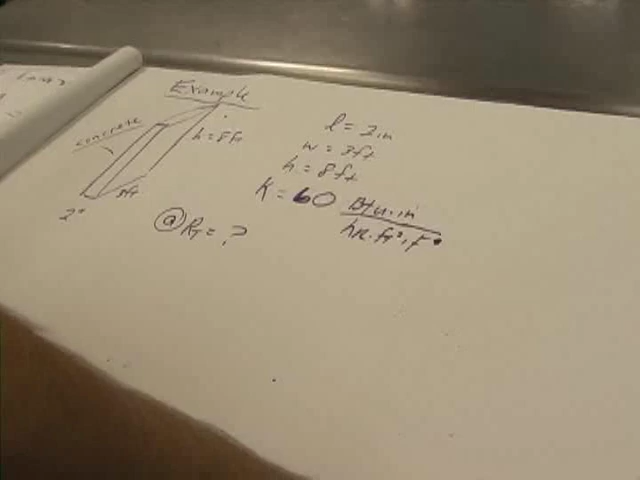 Example
concrete
h = 8ft
3ft
2"
@ RT = ?
l = 2in
w = 3ft
h = 8ft
K = 60 Btu·in
hr·ft²·F°